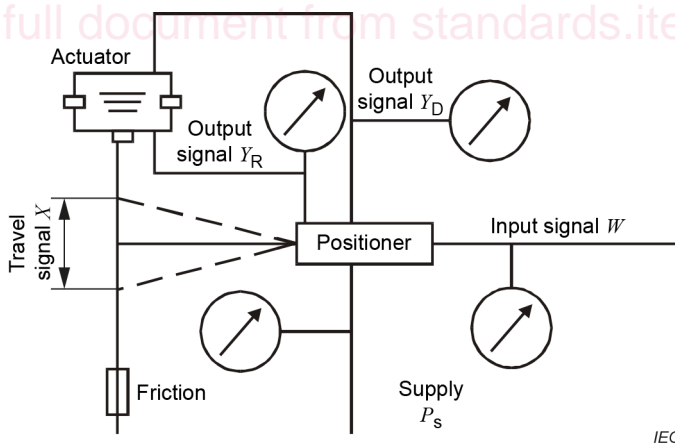 full document from standards.ite
Actuator
Output
signal Y_D
Output
signal Y_R
Travel
signal X
Positioner
Input signal W
Friction
Supply
P_s
IEC